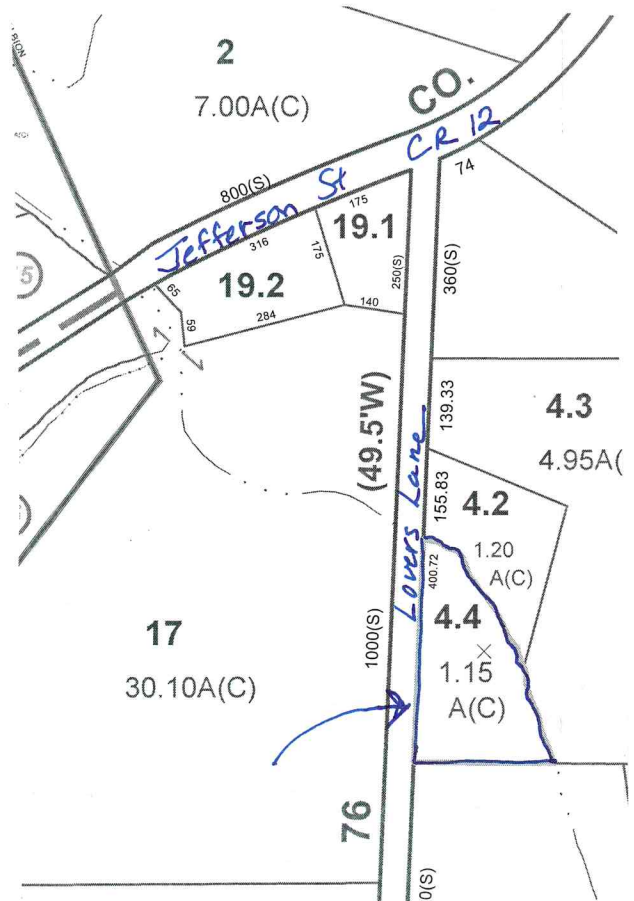 2
7.00A(C)
CO.
CR 12
800(S)
Jefferson St
74
175
19.1
316
175
19.2
250(S)
360(S)
65
59
284
140
(49.5'W)
139.33
4.3
4.95A(
Lovers Lane
155.83
4.2
1.20
A(C)
400.72
4.4
1.15
A(C)
17
30.10A(C)
1000(S)
76
0(S)